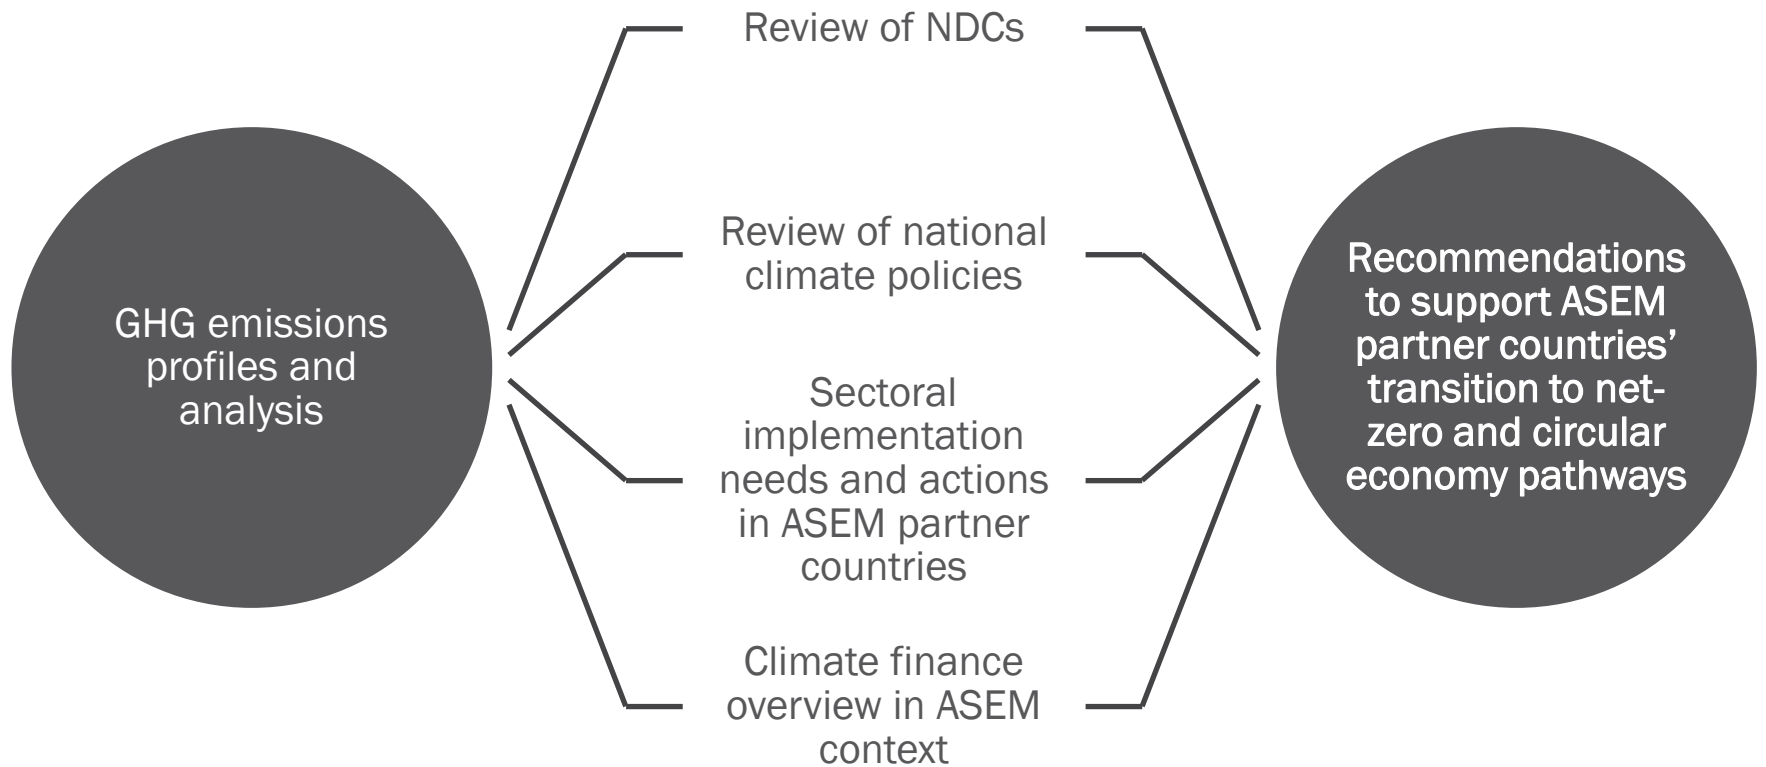 GHG emissions
profiles and
analysis
Review of NDCs
Review of national
climate policies
Sectoral
implementation
needs and actions
in ASEM partner
countries
Climate finance
overview in ASEM
context
Recommendations
to support ASEM
partner countries’
transition to net-
zero and circular
economy pathways